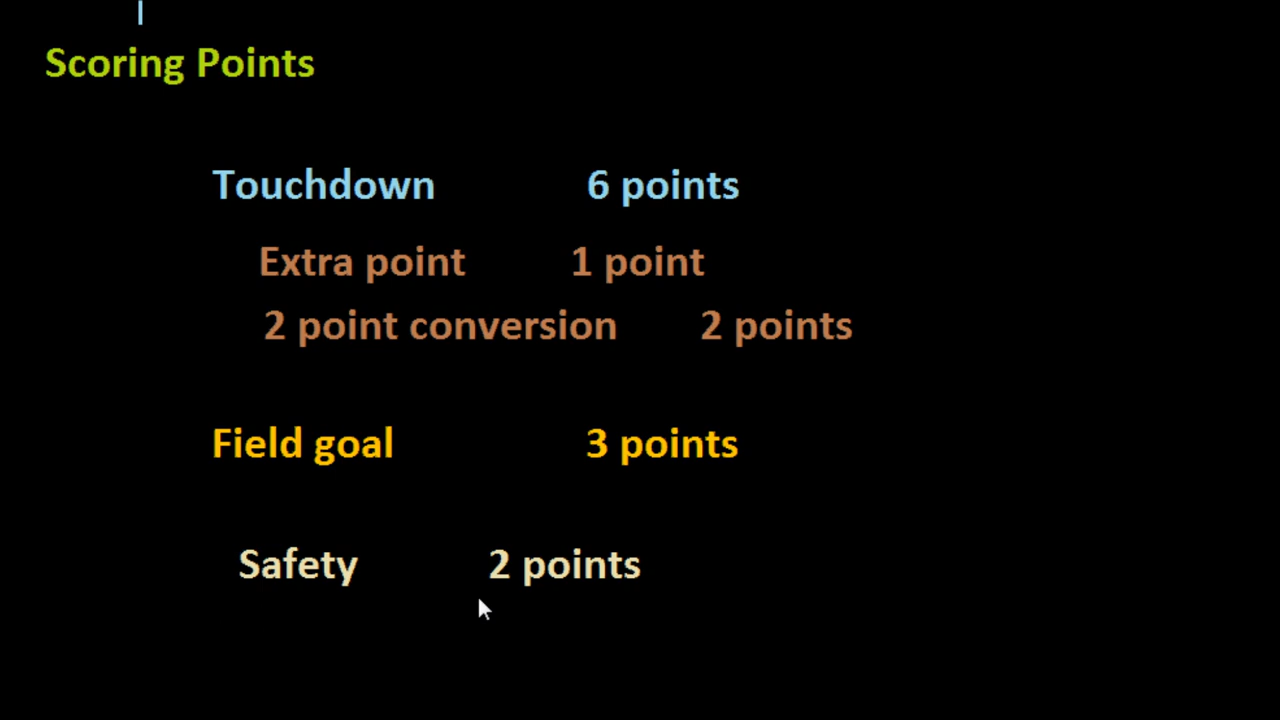 Scoring Points
Touchdown 6 points
Extra point 1 point
2 point conversion 2 points
Field goal 3 points
Safety 2 points